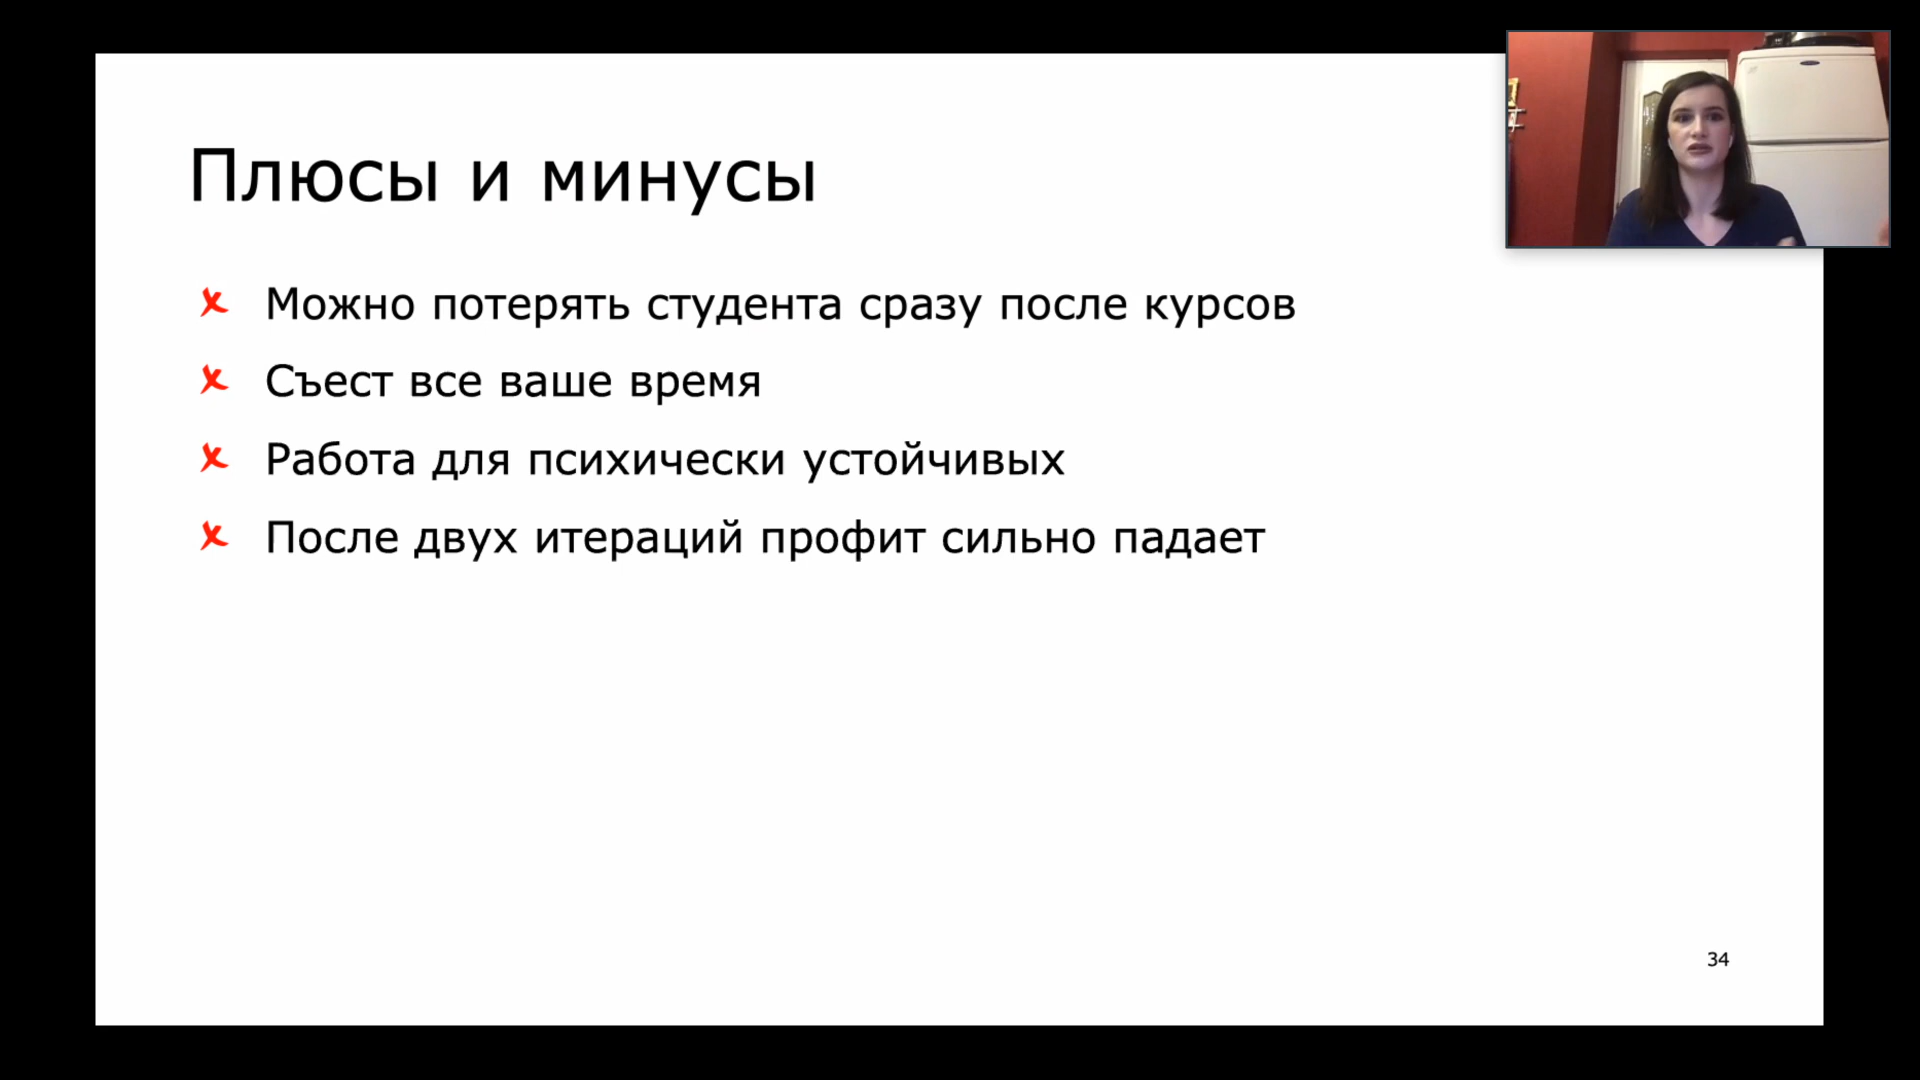 Плюсы и минусы
Можно потерять студента сразу после курсов
Съест все ваше время
Работа для психически устойчивых
После двух итераций профит сильно падает
34